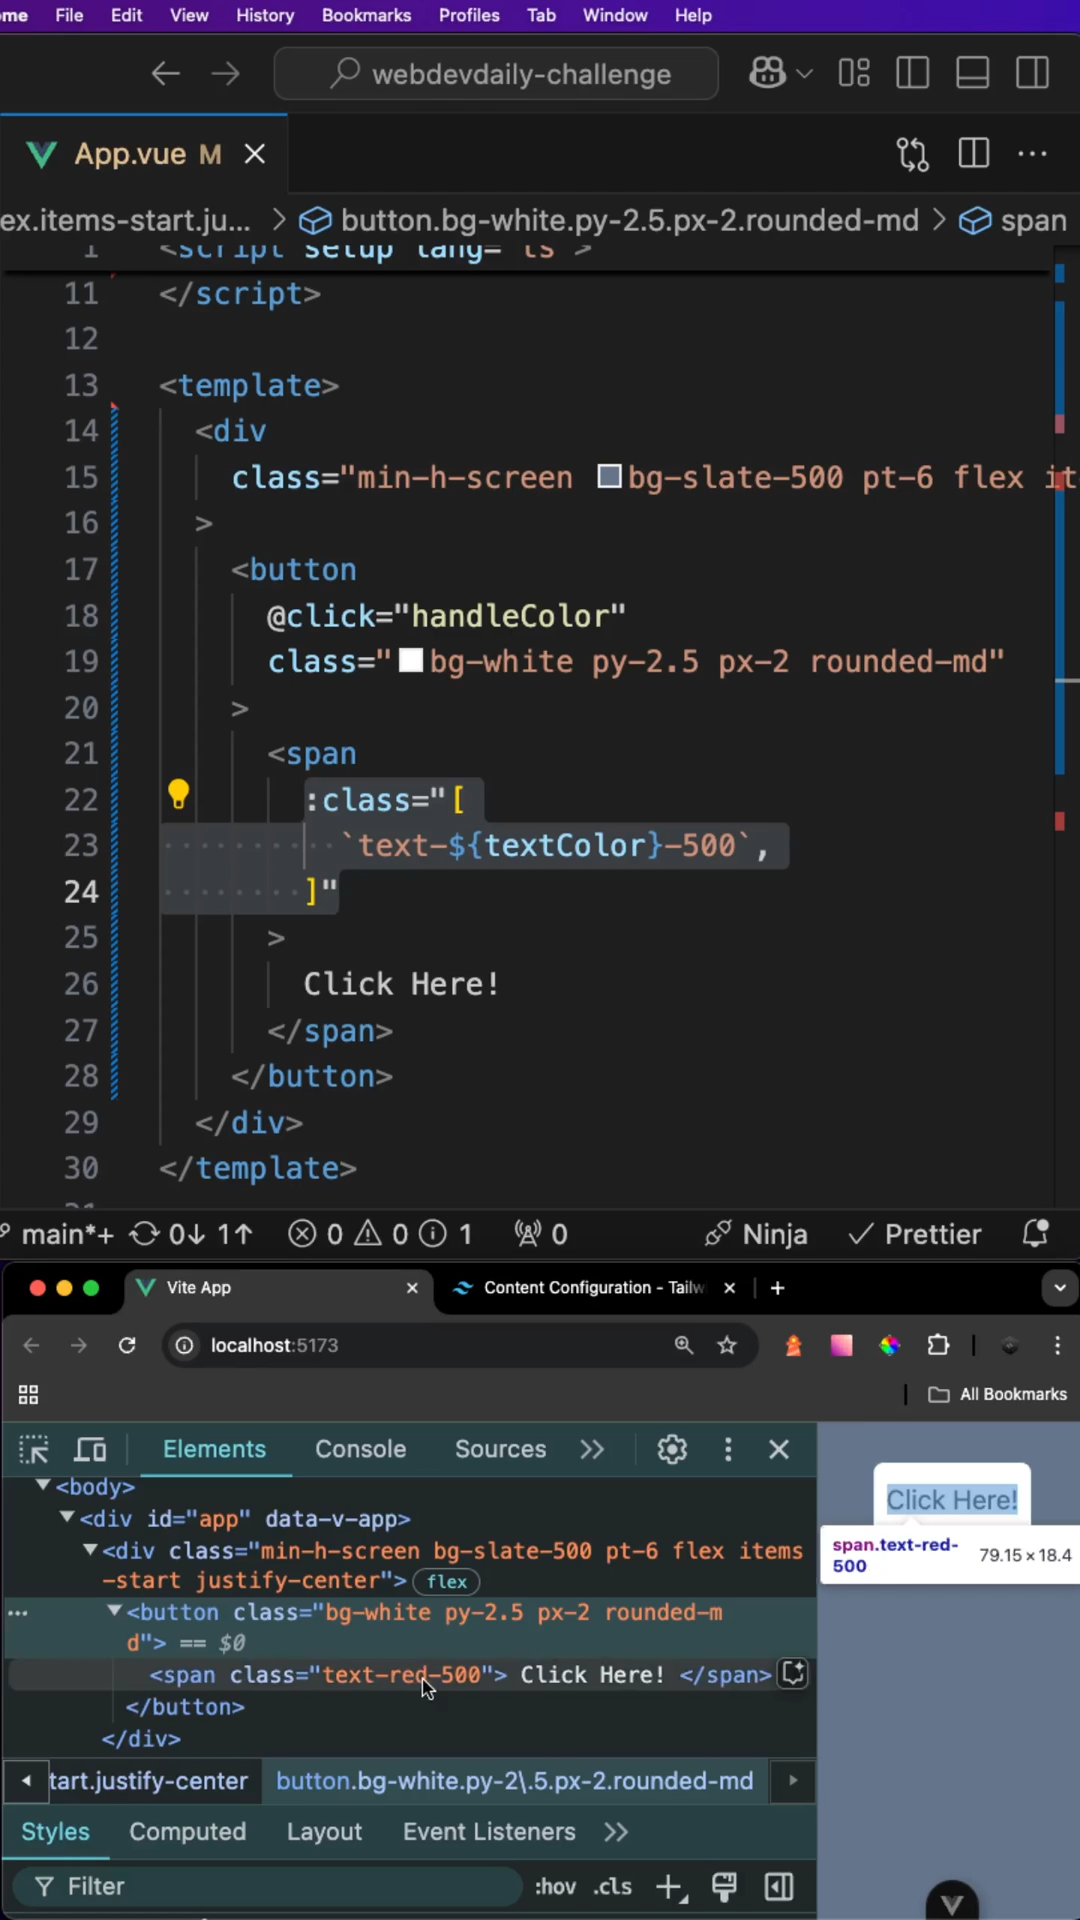 ome File Edit View History Bookmarks Profiles Tab Window Help
webdevdaily-challenge
App.vue M
ex.items-start.ju... > button.bg-white.py-2.5.px-2.rounded-md > span
1 <script setup lang="ts">
11 </script>
12
13 <template>
14 <div
15 class="min-h-screen bg-slate-500 pt-6 flex it
16 >
17 <button
18 @click="handleColor"
19 class="bg-white py-2.5 px-2 rounded-md"
20 >
21 <span
22 :class="[
23 `text-${textColor}-500`,
24 ]"
25 >
26 Click Here!
27 </span>
28 </button>
29 </div>
30 </template>
main*+ 0↓ 1↑ 0 0 1 0 Ninja Prettier
Vite App Content Configuration - Tailw
localhost:5173
All Bookmarks
Elements Console Sources
Click Here!
span.text-red-500 79.15×18.4
<body>
<div id="app" data-v-app>
<div class="min-h-screen bg-slate-500 pt-6 flex items
-start justify-center"> flex
<button class="bg-white py-2.5 px-2 rounded-m
d"> == $0
<span class="text-red-500"> Click Here! </span>
</button>
</div>
tart.justify-center button.bg-white.py-2\.5.px-2.rounded-md
Styles Computed Layout Event Listeners
Filter :hov .cls